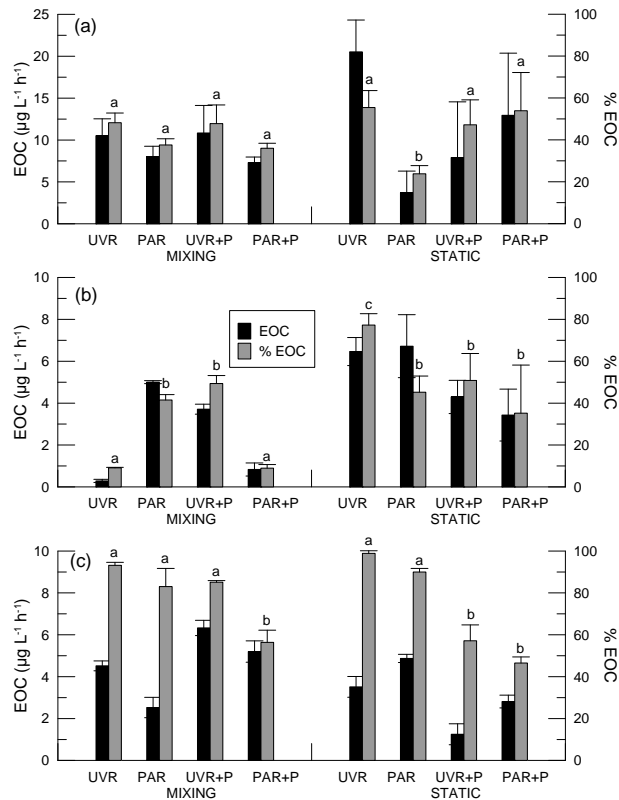 (a)
25
20
15
10
5
0
EOC (µg L⁻¹ h⁻¹)
100
80
60
40
20
0
% EOC
a a a a a b a a
UVR PAR UVR+P PAR+P UVR PAR UVR+P PAR+P
MIXING STATIC
(b)
10
8
6
4
2
0
EOC (µg L⁻¹ h⁻¹)
EOC
% EOC
100
80
60
40
20
0
% EOC
a b b a c b b b
UVR PAR UVR+P PAR+P UVR PAR UVR+P PAR+P
MIXING STATIC
(c)
10
8
6
4
2
0
EOC (µg L⁻¹ h⁻¹)
100
80
60
40
20
0
% EOC
a a a b a a b b
UVR PAR UVR+P PAR+P UVR PAR UVR+P PAR+P
MIXING STATIC